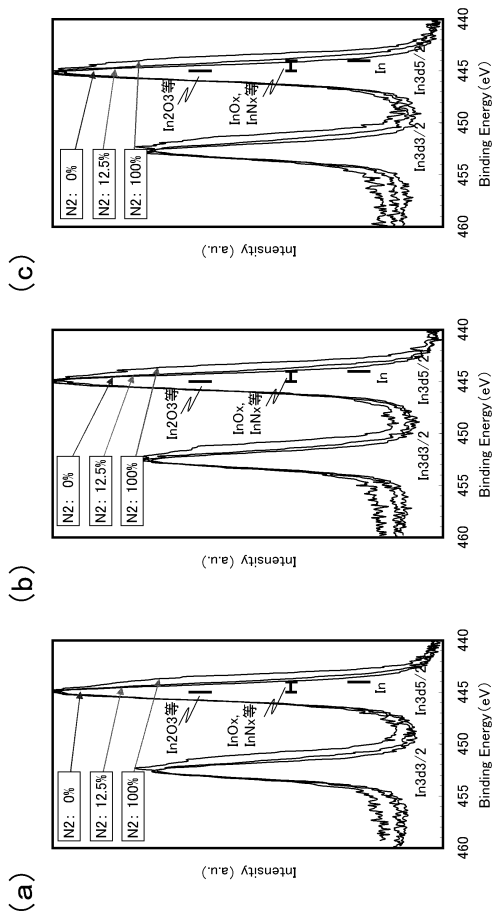 (a)
N2: 0%
N2: 12.5%
N2: 100%
In2O3等
InOx,
InNx等
In
In3d3/2
In3d5/2
Intensity (a.u.)
460
455
450
445
440
Binding Energy(eV)
(b)
N2: 0%
N2: 12.5%
N2: 100%
In2O3等
InOx,
InNx等
In
In3d3/2
In3d5/2
Intensity (a.u.)
460
455
450
445
440
Binding Energy(eV)
(c)
N2: 0%
N2: 12.5%
N2: 100%
In2O3等
InOx,
InNx等
In
In3d3/2
In3d5/2
Intensity (a.u.)
460
455
450
445
440
Binding Energy(eV)